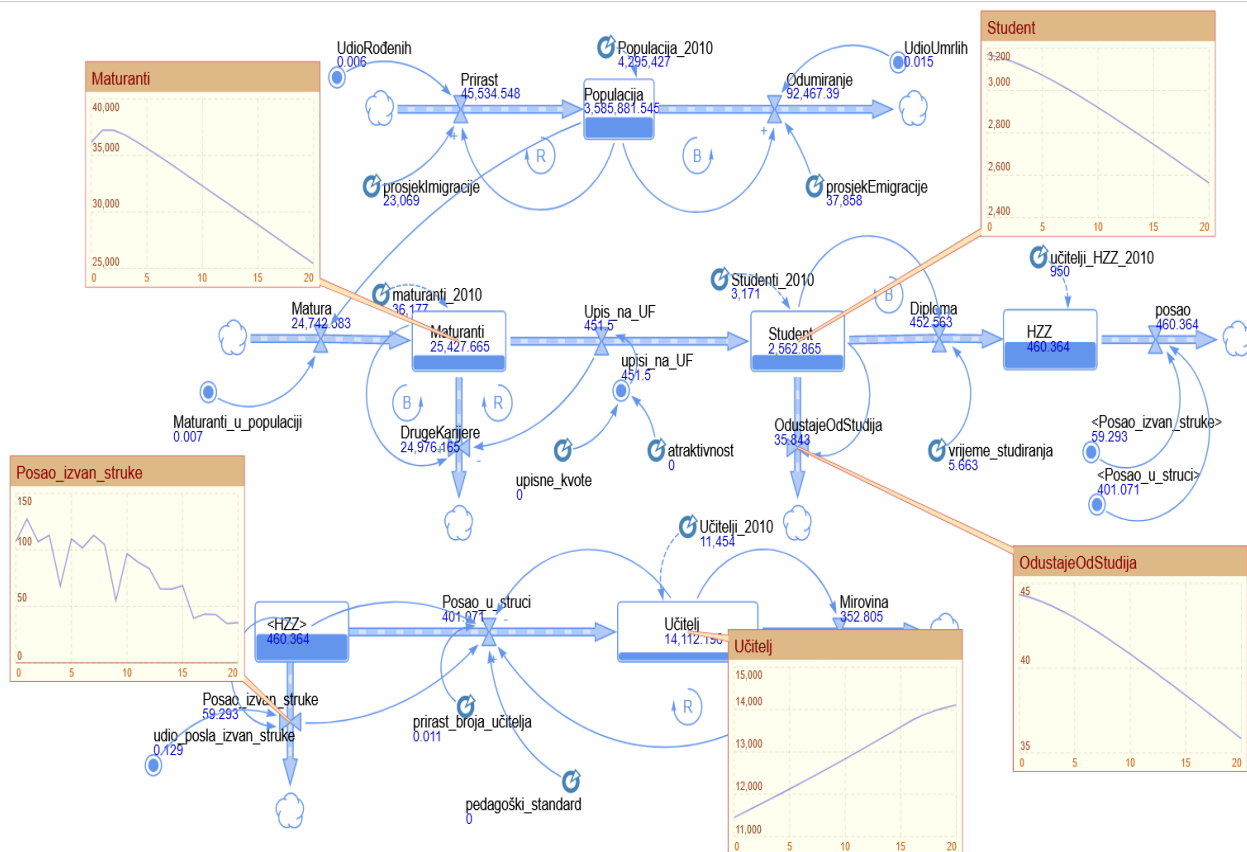 Student
3,200
3,000
2,800
2,600
2,400
0
5
10
15
20
UdioRođenih
0.006
Prirast
45,534.548
Populacija_2010
4,295,427
Populacija
3,585,881.545
Odumiranje
92,467.39
UdioUmrlih
0.015
Maturanti
40,000
35,000
30,000
25,000
0
5
10
15
20
+
R
B
+
prosjekImigracije
23,069
prosjekEmigracije
37,858
učitelji_HZZ_2010
950
Studenti_2010
3,171
maturanti_2010
36,177
B
Matura
24,742.583
Upis_na_UF
451.5
Diploma
452.563
posao
460.364
Maturanti
25,427.665
Student
2,562.865
HZZ
460.364
upisi_na_UF
451.5
B
R
Maturanti_u_populaciji
0.007
DrugeKarijere
24,976.165
+
-
OdustajeOdStudija
35.843
<Posao_izvan_struke>
59.293
vrijeme_studiranja
5.663
atraktivnost
0
upisne_kvote
0
<Posao_u_struci>
401.071
Posao_izvan_struke
150
100
50
0
0
5
10
15
20
Učitelji_2010
11,454
OdustajeOdStudija
45
40
35
0
5
10
15
20
Posao_u_struci
401.071
-
+
<HZZ>
460.364
Učitelj
Mirovina
352.805
Učitelj
15,000
14,000
13,000
12,000
11,000
0
5
10
15
20
R
Posao_izvan_struke
59.293
udio_posla_izvan_struke
0.129
prirast_broja_učitelja
0.011
pedagoški_standard
0